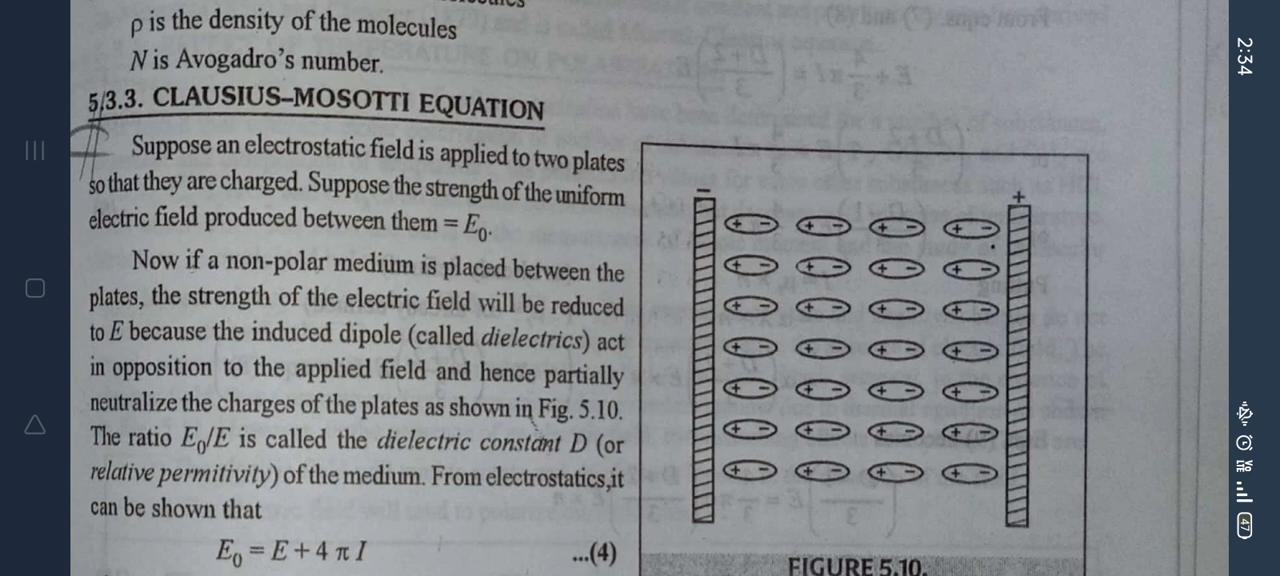 ρ is the density of the molecules
N is Avogadro's number.
5.3.3. CLAUSIUS–MOSOTTI EQUATION
Suppose an electrostatic field is applied to two plates
so that they are charged. Suppose the strength of the uniform
electric field produced between them = E₀.
Now if a non-polar medium is placed between the
plates, the strength of the electric field will be reduced
to E because the induced dipole (called dielectrics) act
in opposition to the applied field and hence partially
neutralize the charges of the plates as shown in Fig. 5.10.
The ratio E₀/E is called the dielectric constant D (or
relative permitivity) of the medium. From electrostatics,it
can be shown that
E₀ = E + 4 π I ...(4)
– +
+ – + – + – + –
+ – + – + – + –
+ – + – + – + –
+ – + – + – + –
+ – + – + – + –
+ – + – + – + –
+ – + – + – + –
FIGURE 5.10.
2:34
47